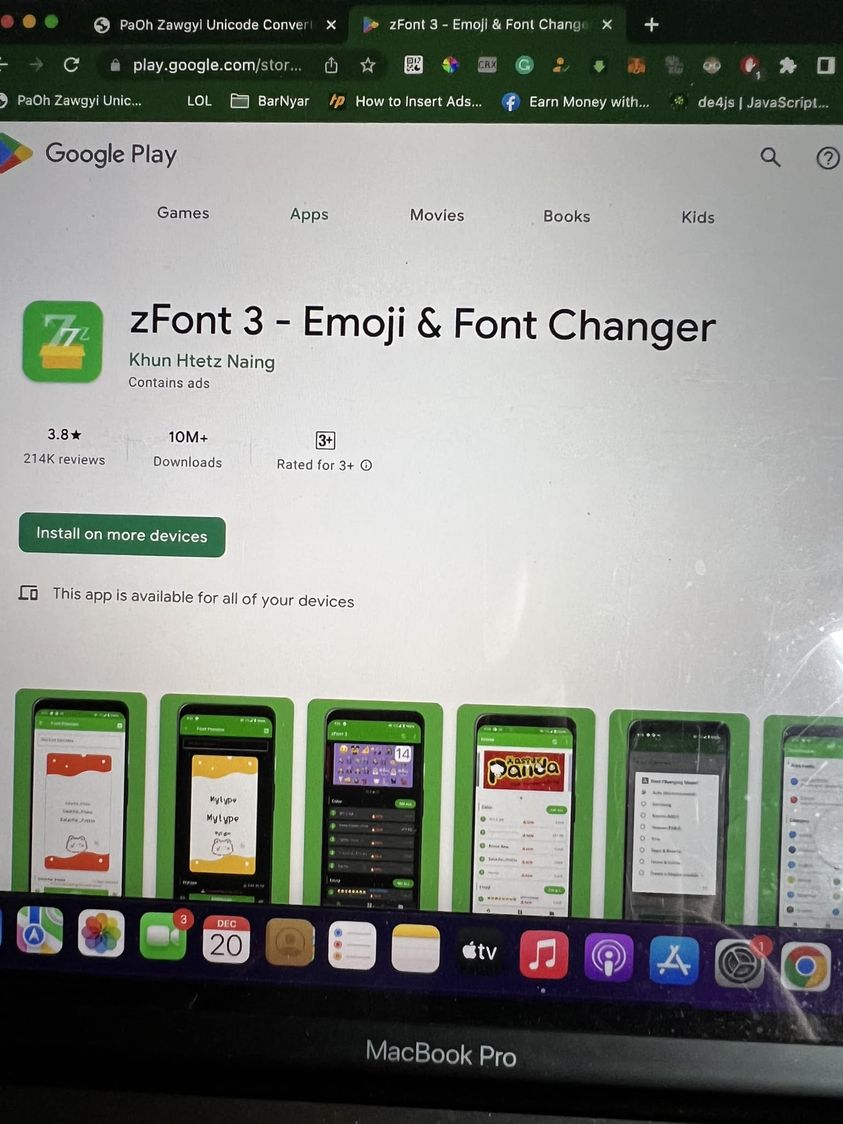 PaOh Zawgyi Unicode Conver
zFont 3 - Emoji & Font Change
play.google.com/stor...
CRX
1
PaOh Zawgyi Unic...
LOL
BarNyar
How to Insert Ads...
Earn Money with...
de4js | JavaScript...
Google Play
Games
Apps
Movies
Books
Kids
zFont 3 - Emoji & Font Changer
Khun Htetz Naing
Contains ads
3.8★
10M+
3+
214K reviews
Downloads
Rated for 3+
Install on more devices
This app is available for all of your devices
Mytype
Mytype
14
Panda
3
DEC
20
tv
1
MacBook Pro